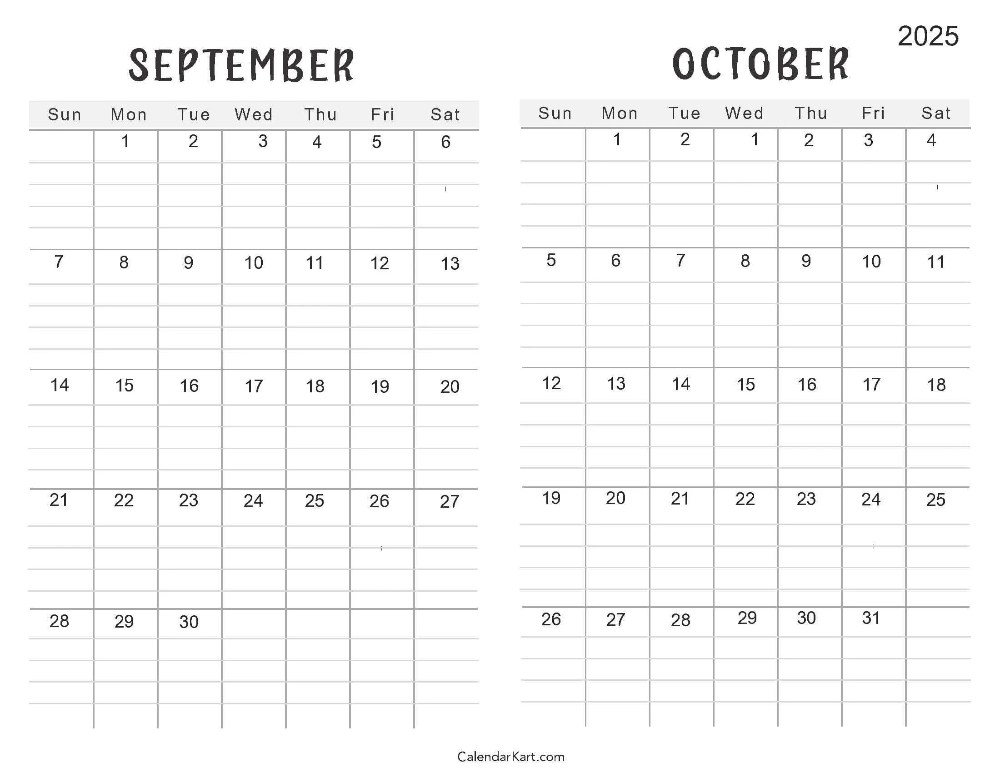 2025
SEPTEMBER
Sun Mon Tue Wed Thu Fri Sat
1 2 3 4 5 6
7 8 9 10 11 12 13
14 15 16 17 18 19 20
21 22 23 24 25 26 27
28 29 30
OCTOBER
Sun Mon Tue Wed Thu Fri Sat
1 2 1 2 3 4
5 6 7 8 9 10 11
12 13 14 15 16 17 18
19 20 21 22 23 24 25
26 27 28 29 30 31
CalendarKart.com